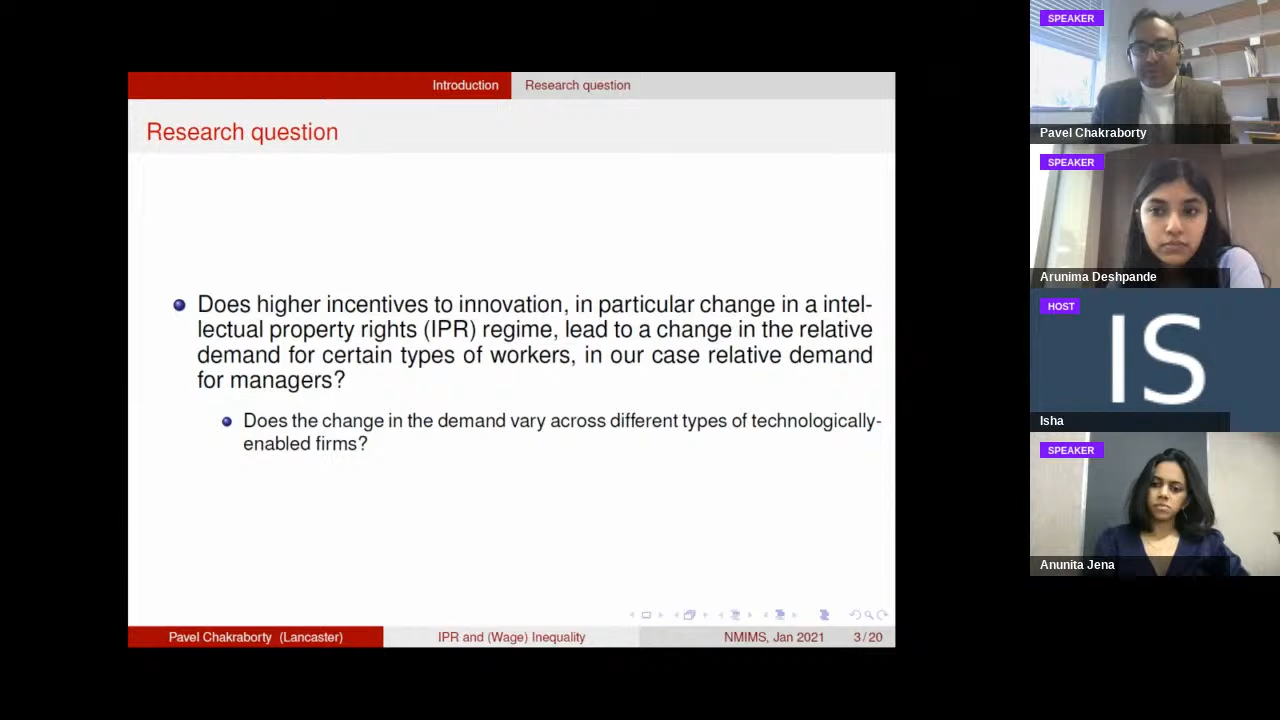 Introduction
Research question
Research question
Does higher incentives to innovation, in particular change in a intel-
lectual property rights (IPR) regime, lead to a change in the relative
demand for certain types of workers, in our case relative demand
for managers?
Does the change in the demand vary across different types of technologically-
enabled firms?
Pavel Chakraborty (Lancaster)
IPR and (Wage) Inequality
NMIMS, Jan 2021
3 / 20
SPEAKER
Pavel Chakraborty
SPEAKER
Arunima Deshpande
HOST
IS
Isha
SPEAKER
Anunita Jena